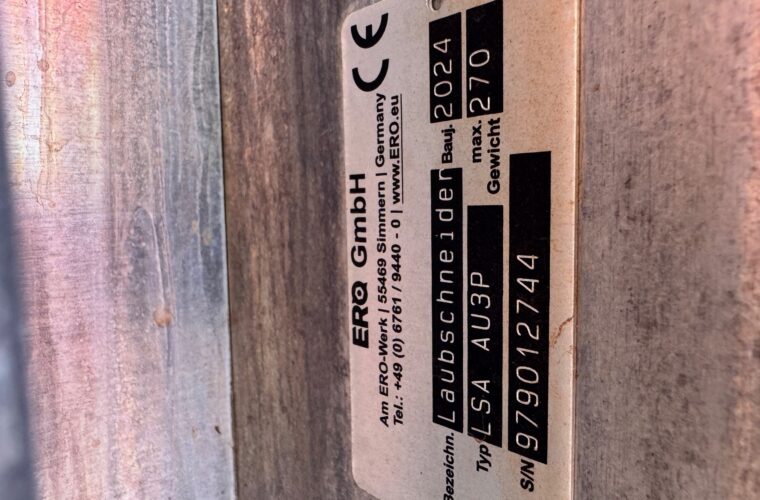 ERO GmbH CE
Am ERO-Werk | 55469 Simmern | Germany
Tel.: +49 (0) 6761 / 9440 - 0 | www.ERO.eu
Bezeichn. Laubschneider Bauj. 2024
Typ LSA AU3P max. Gewicht 270
S/N 979012744